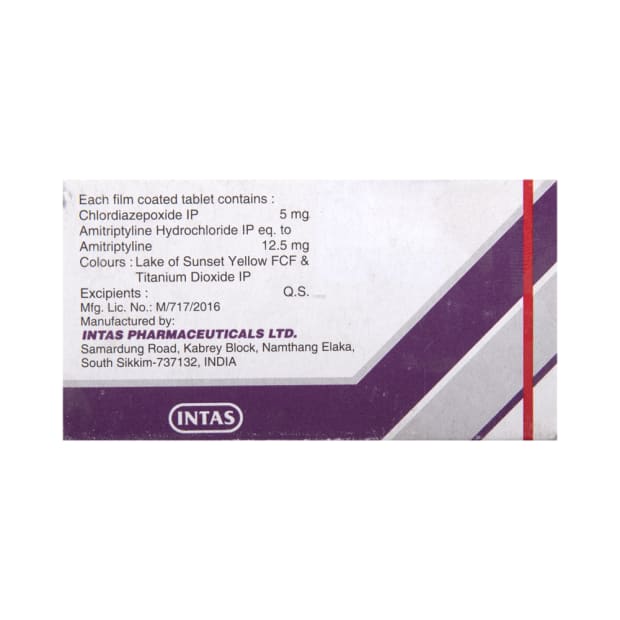 Each film coated tablet contains :
Chlordiazepoxide IP 5 mg
Amitriptyline Hydrochloride IP eq. to
Amitriptyline 12.5 mg
Colours : Lake of Sunset Yellow FCF &
Titanium Dioxide IP
Excipients : Q.S.
Mfg. Lic. No.: M/717/2016
Manufactured by:
INTAS PHARMACEUTICALS LTD.
Samardung Road, Kabrey Block, Namthang Elaka,
South Sikkim-737132, INDIA
INTAS